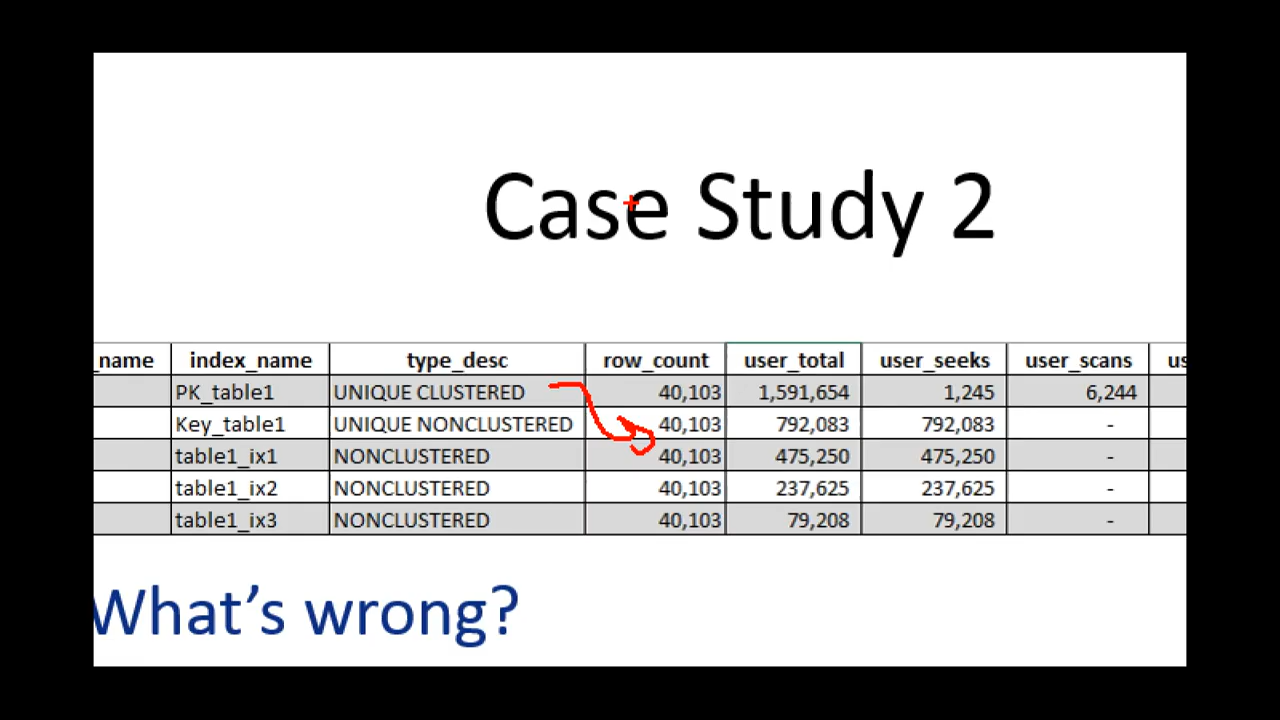 Case Study 2
_name index_name type_desc row_count user_total user_seeks user_scans us
PK_table1 UNIQUE CLUSTERED 40,103 1,591,654 1,245 6,244
Key_table1 UNIQUE NONCLUSTERED 40,103 792,083 792,083 -
table1_ix1 NONCLUSTERED 40,103 475,250 475,250 -
table1_ix2 NONCLUSTERED 40,103 237,625 237,625 -
table1_ix3 NONCLUSTERED 40,103 79,208 79,208 -
What's wrong?